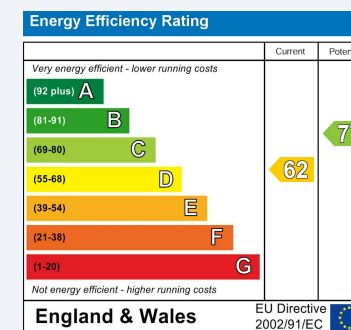 Energy Efficiency Rating
Current
Very energy efficient - lower running costs
(92 plus) A
(81-91) B
(69-80) C
(55-68) D
62
(39-54) E
(21-38) F
(1-20) G
Not energy efficient - higher running costs
England & Wales
EU Directive
2002/91/EC